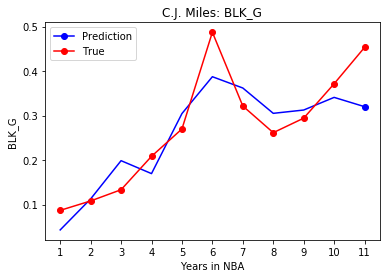 C.J. Miles: BLK_G
Prediction
True
0.5
0.4
0.3
0.2
0.1
BLK_G
1 2 3 4 5 6 7 8 9 10 11
Years in NBA